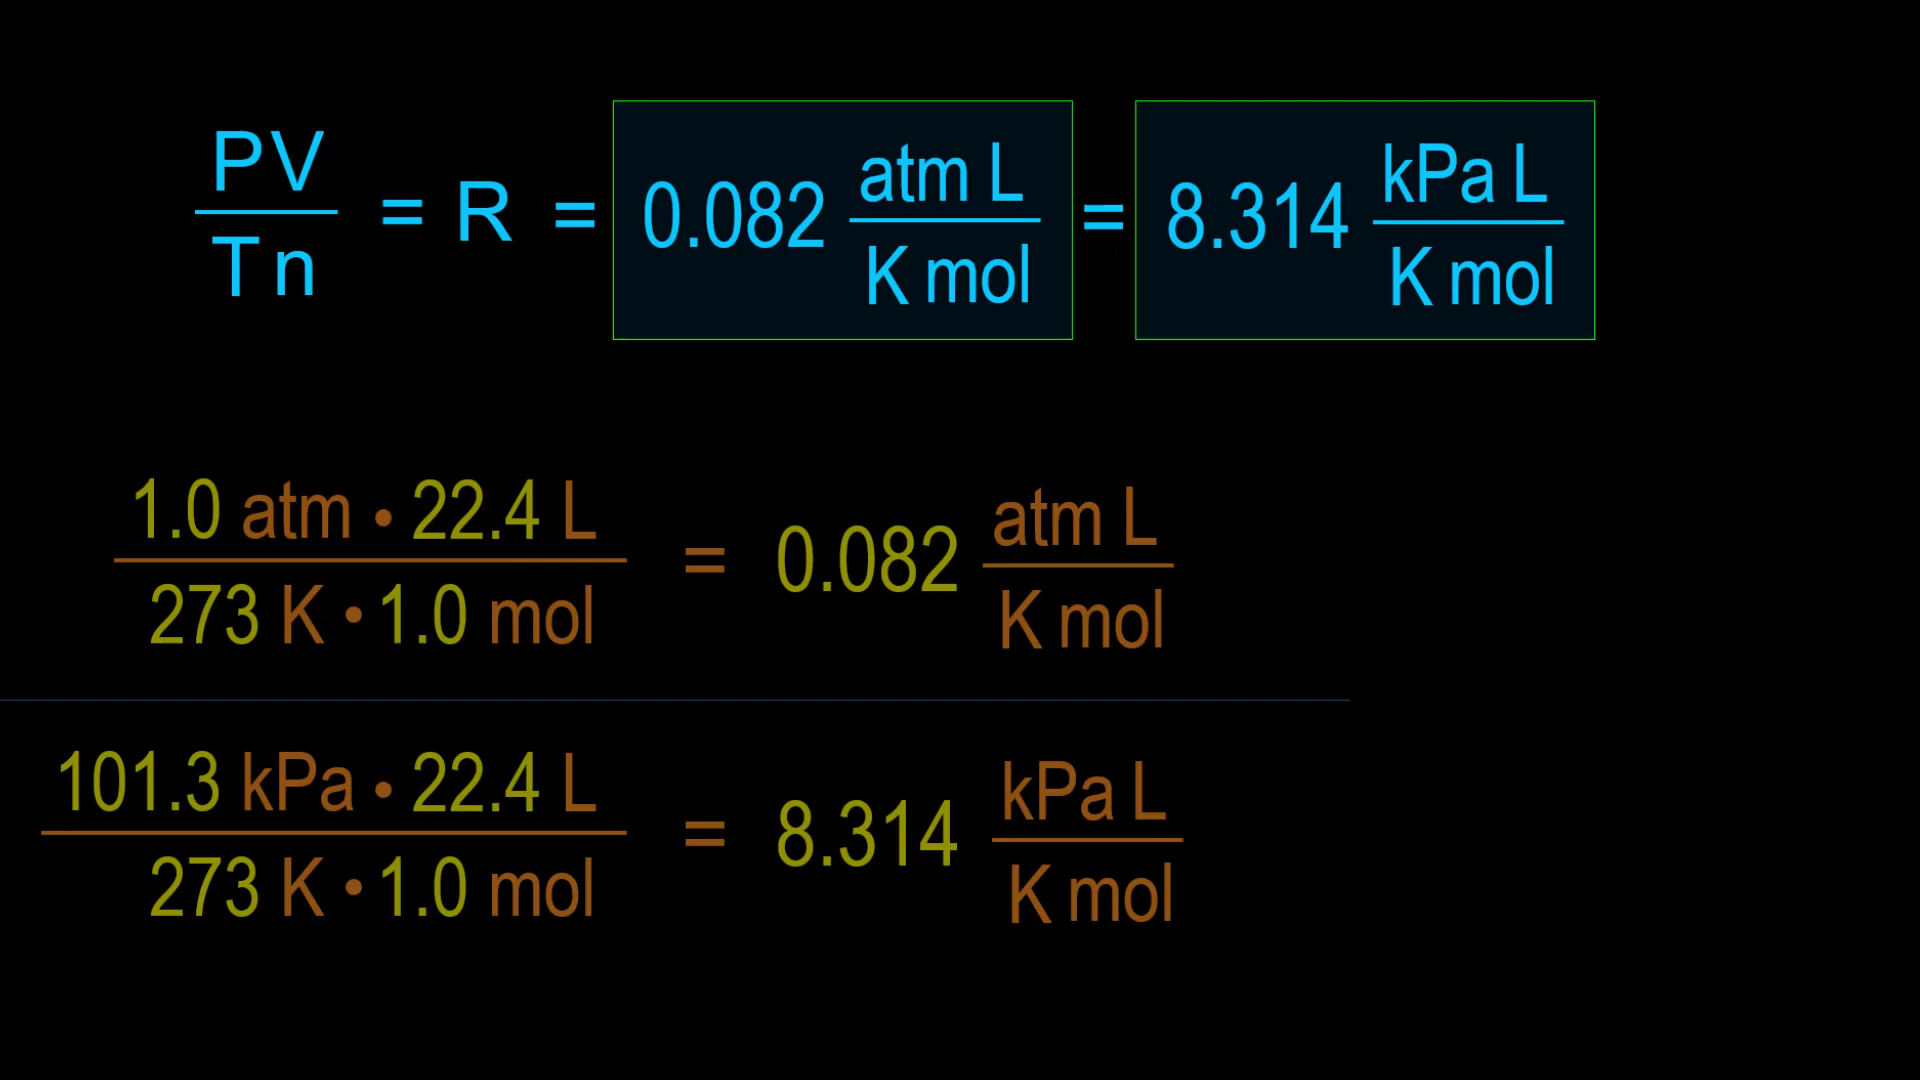 PV
Tn
= R = 0.082 atm L
K mol
= 8.314 kPa L
K mol
1.0 atm • 22.4 L
273 K • 1.0 mol
= 0.082 atm L
K mol
101.3 kPa • 22.4 L
273 K • 1.0 mol
= 8.314 kPa L
K mol